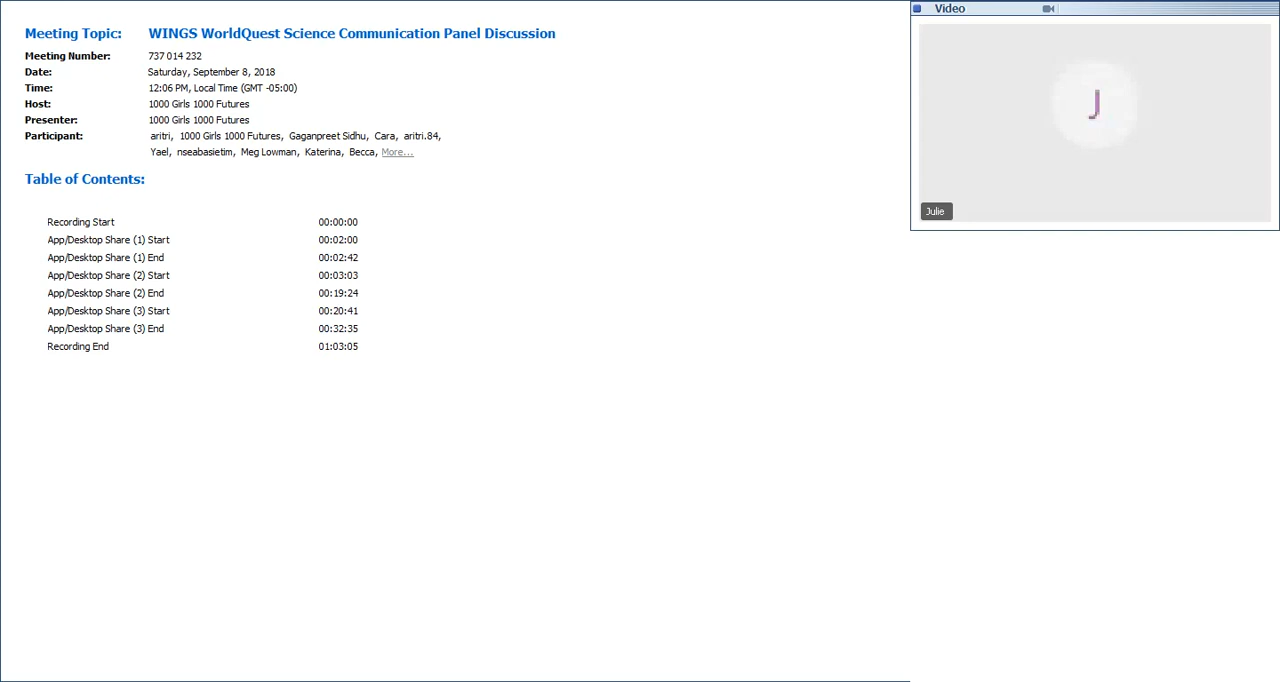 Meeting Topic: WINGS WorldQuest Science Communication Panel Discussion
Meeting Number: 737 014 232
Date: Saturday, September 8, 2018
Time: 12:06 PM, Local Time (GMT -05:00)
Host: 1000 Girls 1000 Futures
Presenter: 1000 Girls 1000 Futures
Participant: aritri, 1000 Girls 1000 Futures, Gaganpreet Sidhu, Cara, aritri.84,
Yael, nseabasietim, Meg Lowman, Katerina, Becca, More...
Table of Contents:
Recording Start 00:00:00
App/Desktop Share (1) Start 00:02:00
App/Desktop Share (1) End 00:02:42
App/Desktop Share (2) Start 00:03:03
App/Desktop Share (2) End 00:19:24
App/Desktop Share (3) Start 00:20:41
App/Desktop Share (3) End 00:32:35
Recording End 01:03:05
Video
J
Julie